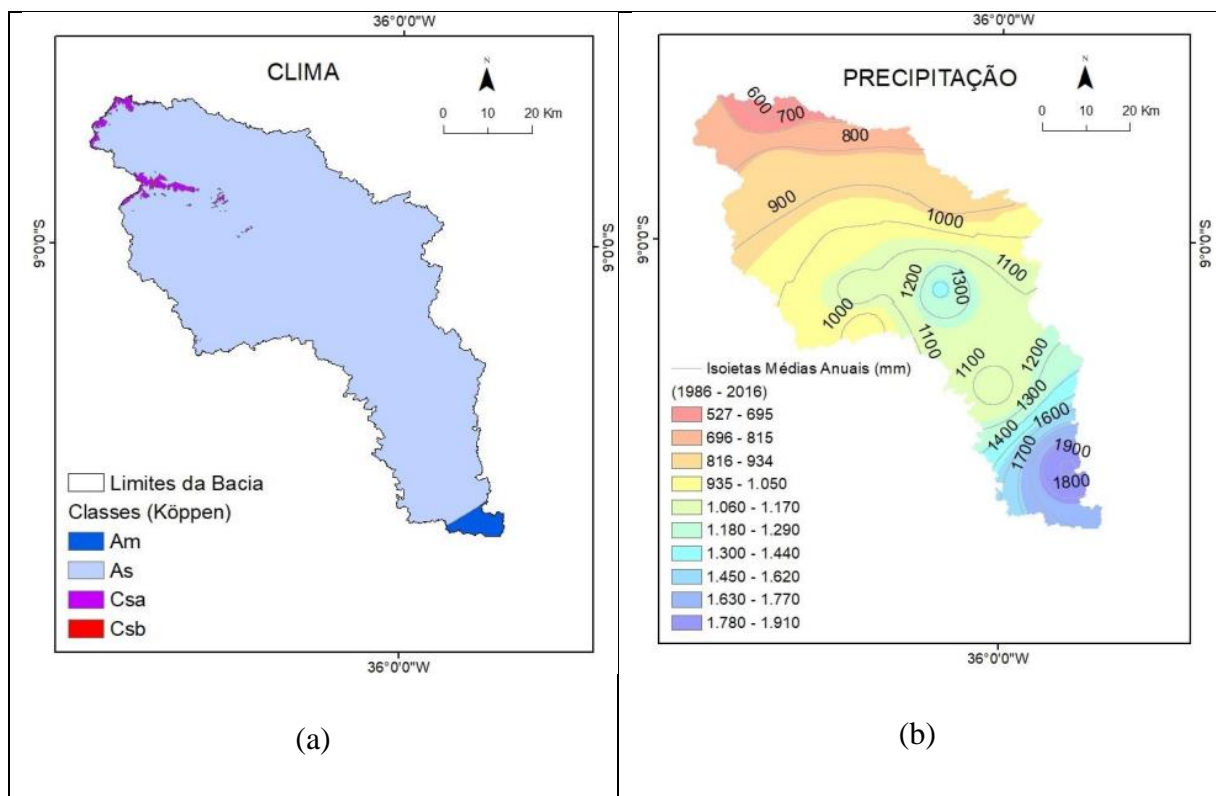 36°0'0"W
CLIMA
N
0 10 20 Km
9°0'0"S
9°0'0"S
Limites da Bacia
Classes (Köppen)
Am
As
Csa
Csb
36°0'0"W
(a)
36°0'0"W
PRECIPITAÇÃO
N
0 10 20 Km
600
700
800
900
1000
9°0'0"S
9°0'0"S
1100
1200
1300
1000
1100
1100
1200
1300
1600
1400
1700
1900
1800
Isoietas Médias Anuais (mm)
(1986 - 2016)
527 - 695
696 - 815
816 - 934
935 - 1.050
1.060 - 1.170
1.180 - 1.290
1.300 - 1.440
1.450 - 1.620
1.630 - 1.770
1.780 - 1.910
36°0'0"W
(b)